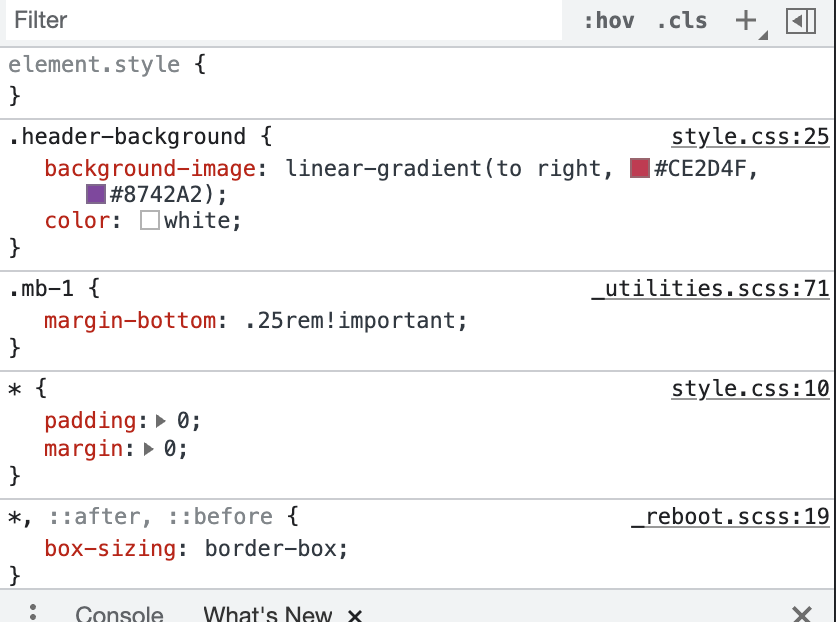 Filter :hov .cls +
element.style {
}
.header-background { style.css:25
background-image: linear-gradient(to right, #CE2D4F,
#8742A2);
color: white;
}
.mb-1 { _utilities.scss:71
margin-bottom: .25rem!important;
}
* { style.css:10
padding: 0;
margin: 0;
}
*, ::after, ::before { _reboot.scss:19
box-sizing: border-box;
}
Console What's New ×